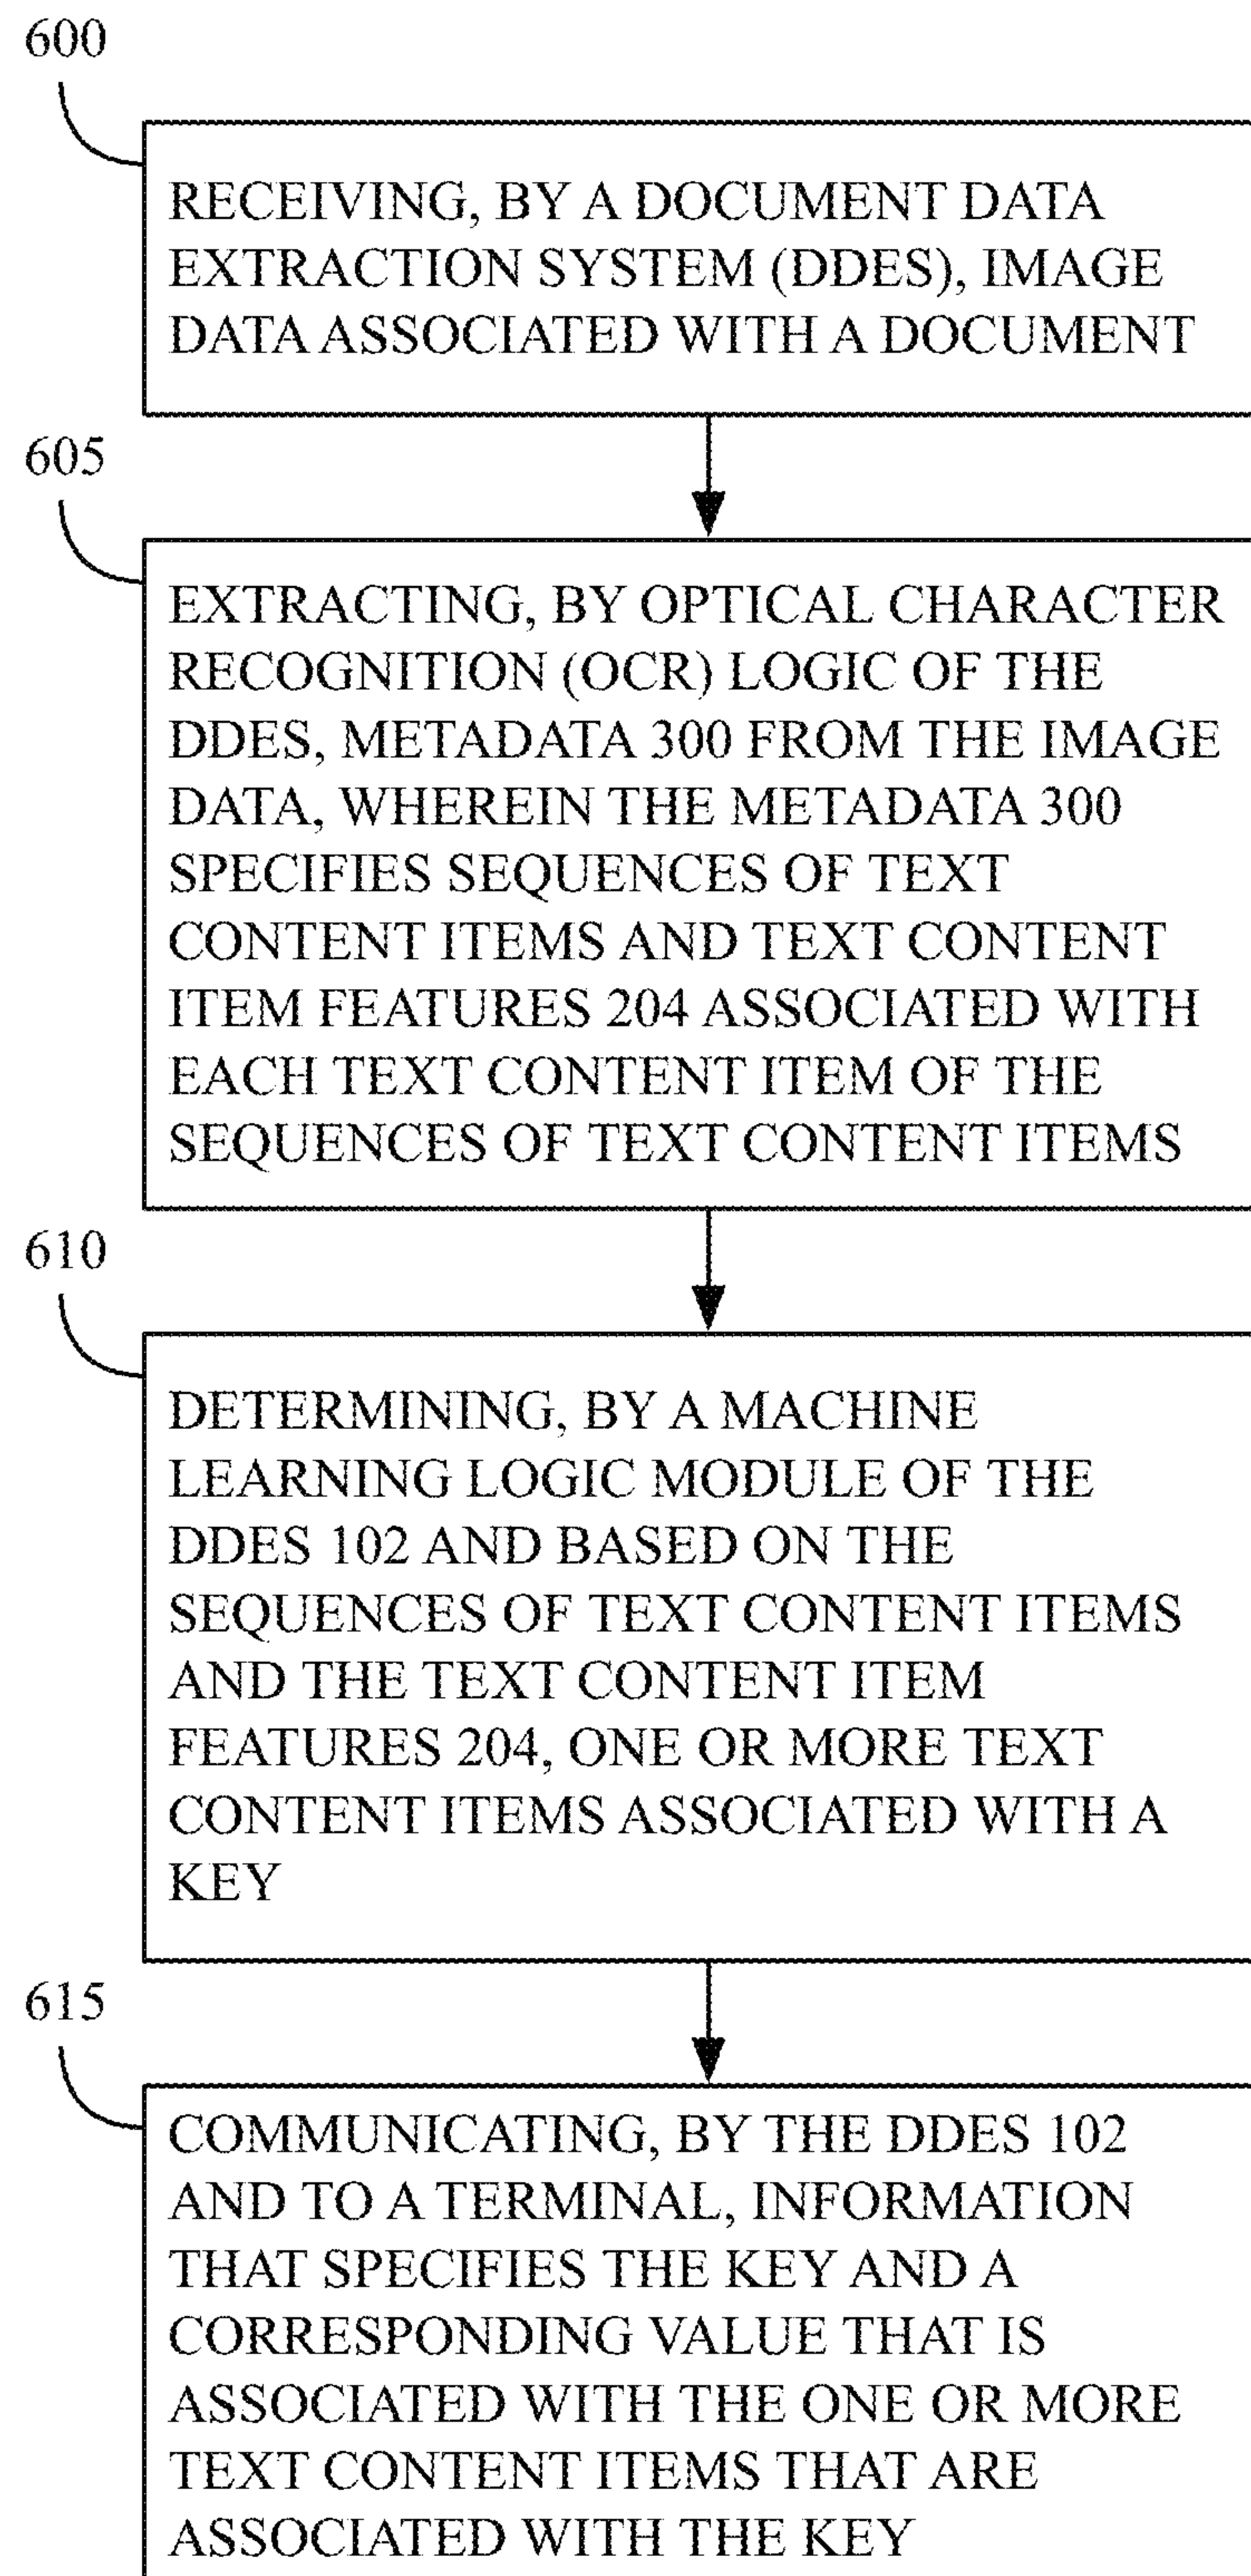 600
RECEIVING, BY A DOCUMENT DATA
EXTRACTION SYSTEM (DDES), IMAGE
DATA ASSOCIATED WITH A DOCUMENT
605
EXTRACTING, BY OPTICAL CHARACTER
RECOGNITION (OCR) LOGIC OF THE
DDES, METADATA 300 FROM THE IMAGE
DATA, WHEREIN THE METADATA 300
SPECIFIES SEQUENCES OF TEXT
CONTENT ITEMS AND TEXT CONTENT
ITEM FEATURES 204 ASSOCIATED WITH
EACH TEXT CONTENT ITEM OF THE
SEQUENCES OF TEXT CONTENT ITEMS
610
DETERMINING, BY A MACHINE
LEARNING LOGIC MODULE OF THE
DDES 102 AND BASED ON THE
SEQUENCES OF TEXT CONTENT ITEMS
AND THE TEXT CONTENT ITEM
FEATURES 204, ONE OR MORE TEXT
CONTENT ITEMS ASSOCIATED WITH A
KEY
615
COMMUNICATING, BY THE DDES 102
AND TO A TERMINAL, INFORMATION
THAT SPECIFIES THE KEY AND A
CORRESPONDING VALUE THAT IS
ASSOCIATED WITH THE ONE OR MORE
TEXT CONTENT ITEMS THAT ARE
ASSOCIATED WITH THE KEY